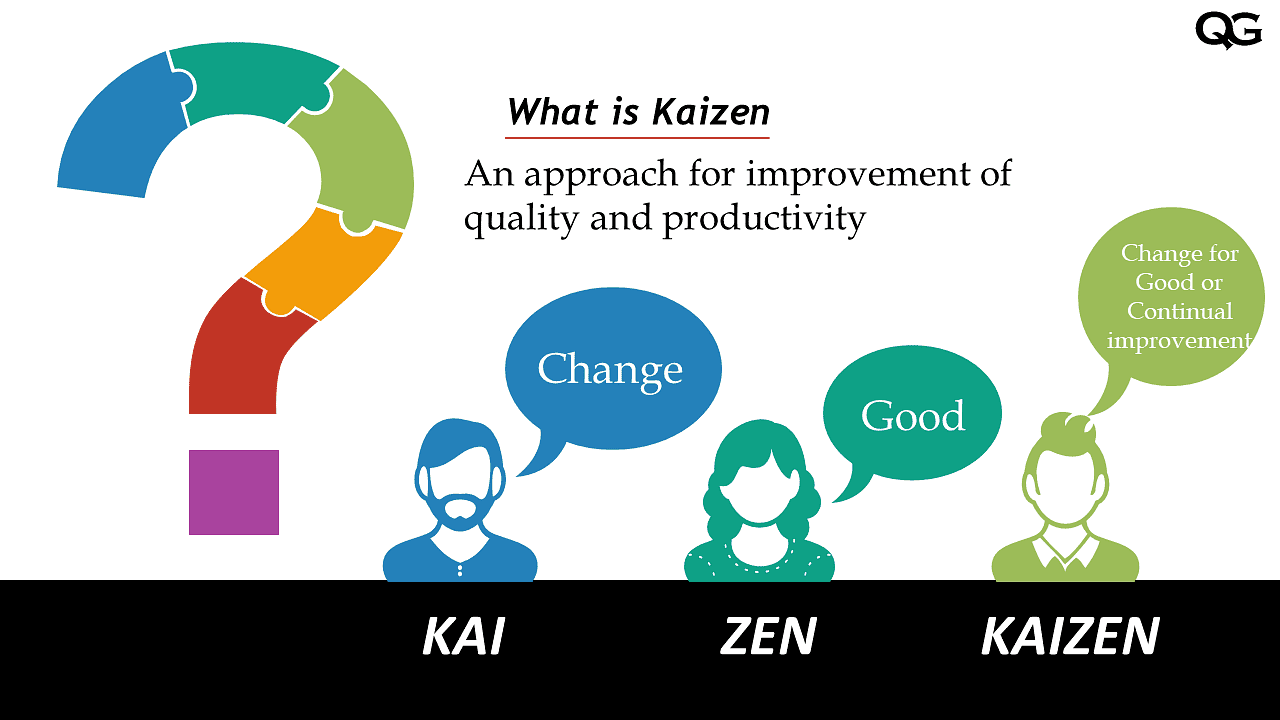 QG
What is Kaizen
An approach for improvement of
quality and productivity
Change for
Good or
Continual
improvement
Change
Good
KAI
ZEN
KAIZEN